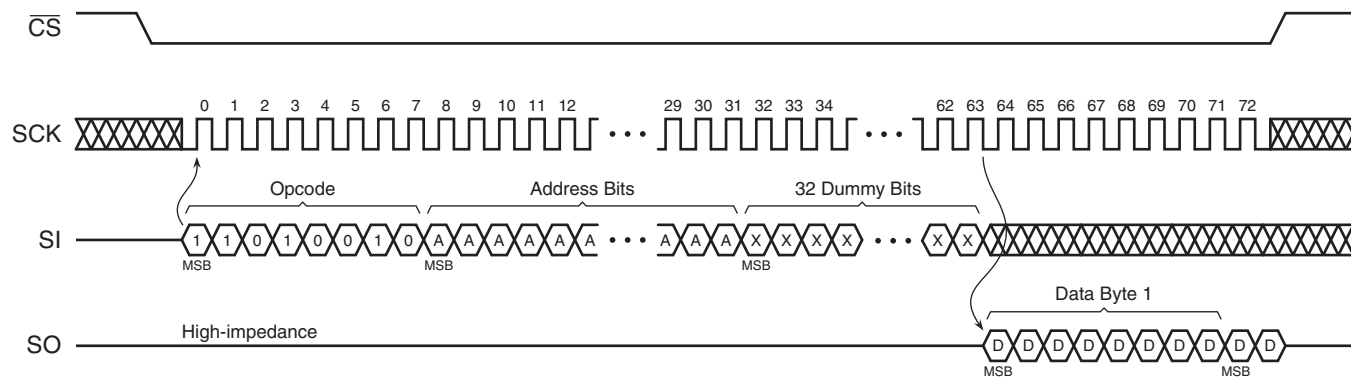 CS
0 1 2 3 4 5 6 7 8 9 10 11 12 29 30 31 32 33 34 62 63 64 65 66 67 68 69 70 71 72
SCK
Opcode Address Bits 32 Dummy Bits
SI 1 1 0 1 0 0 1 0 A A A A A A A A A X X X X X X
MSB MSB MSB
Data Byte 1
High-impedance
SO D D D D D D D D D D
MSB MSB